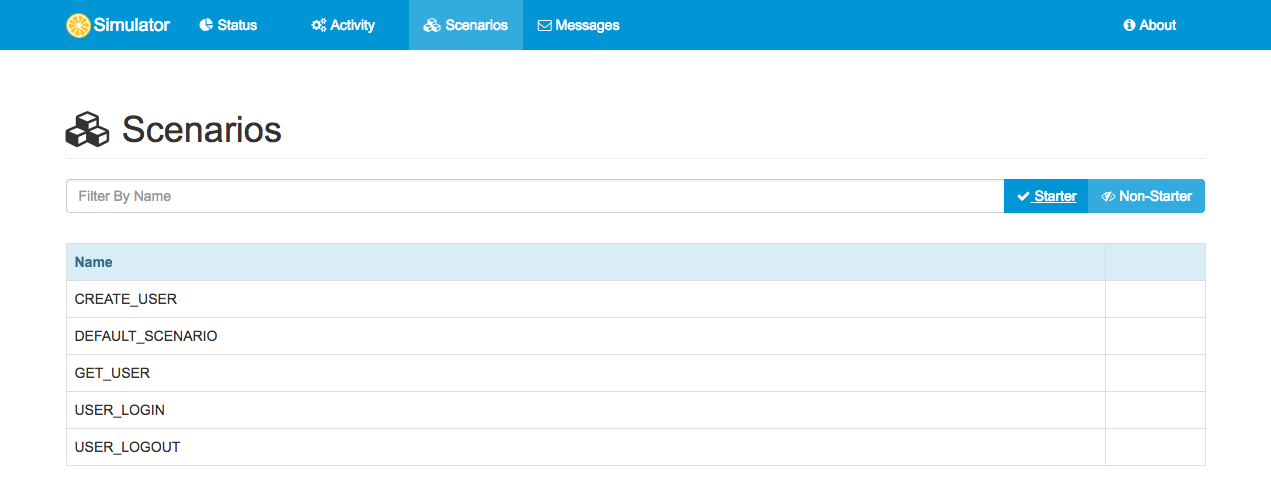 Simulator Status Activity Scenarios Messages About
Scenarios
Filter By Name Starter Non-Starter
Name
CREATE_USER
DEFAULT_SCENARIO
GET_USER
USER_LOGIN
USER_LOGOUT